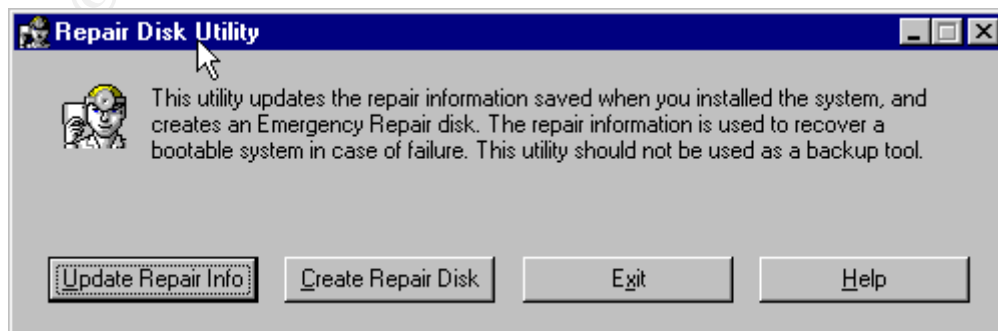 Repair Disk Utility
This utility updates the repair information saved when you installed the system, and
creates an Emergency Repair disk. The repair information is used to recover a
bootable system in case of failure. This utility should not be used as a backup tool.
Update Repair Info
Create Repair Disk
Exit
Help